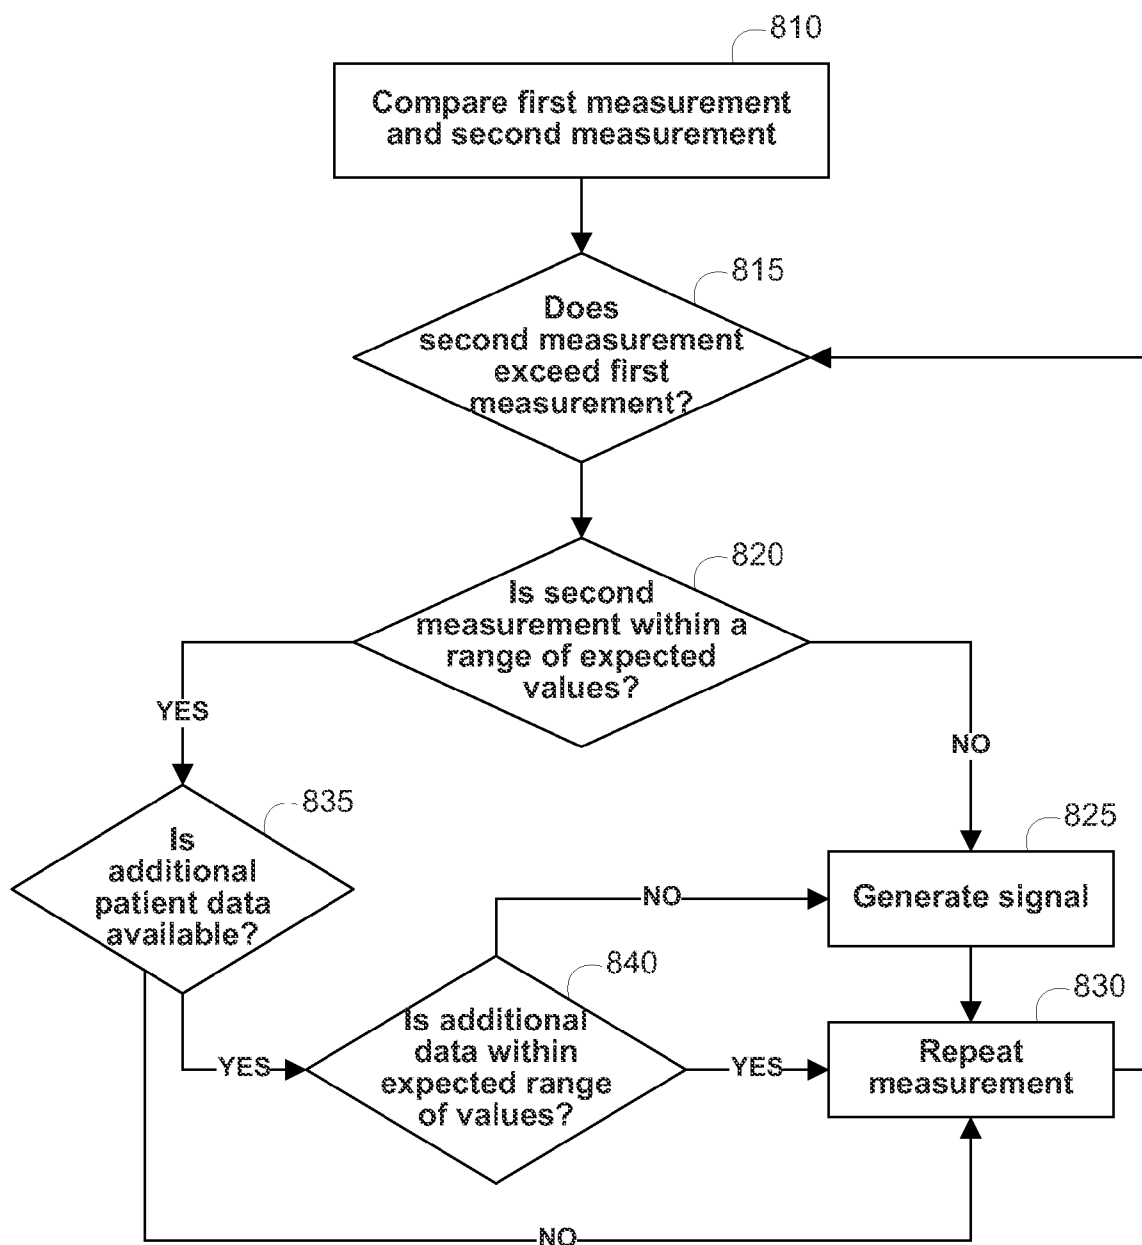 810
Compare first measurement
and second measurement
815
Does
second measurement
exceed first
measurement?
820
Is second
measurement within a
range of expected
values?
YES
NO
835
Is
additional
patient data
available?
825
Generate signal
NO
840
Is additional
data within
expected range
of values?
YES
YES
830
Repeat
measurement
NO